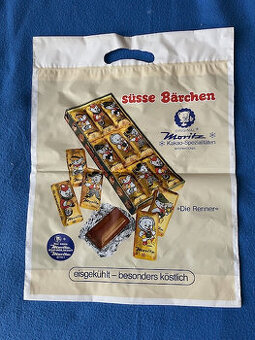 süsse Bärchen
Moritz
Kakao-Spezialitäten
»Die Renner«
eisgekühlt – besonders köstlich